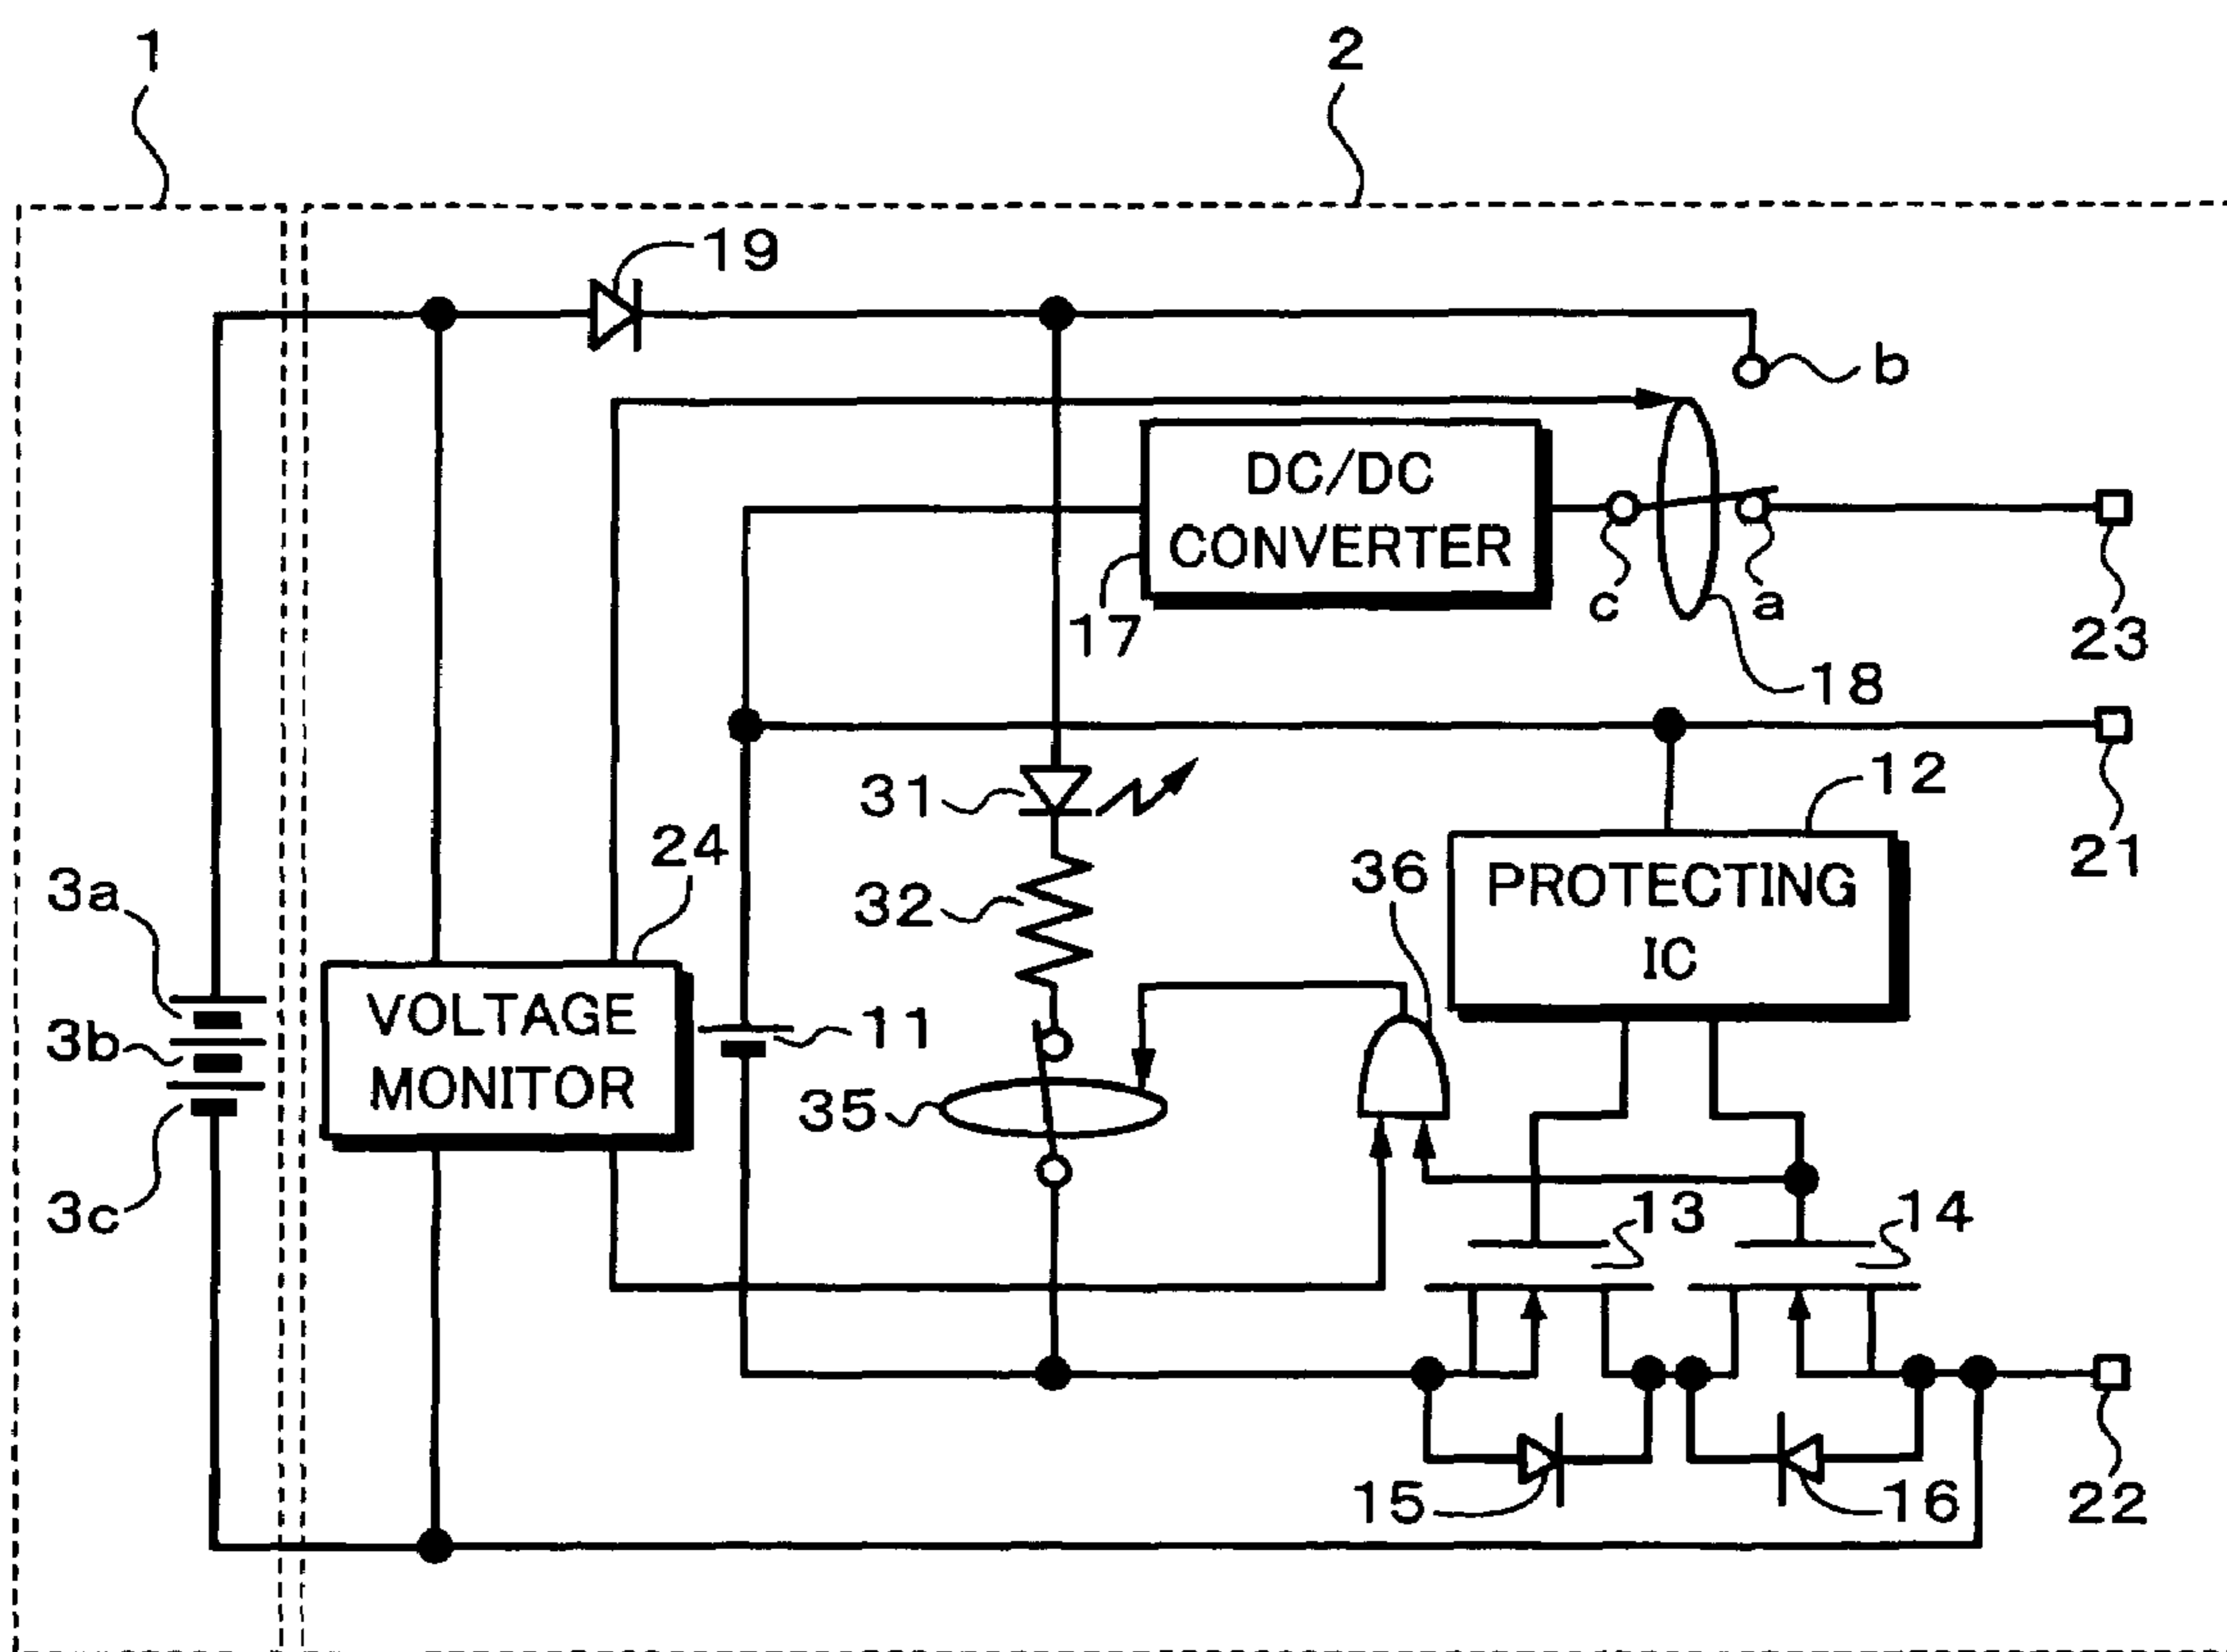 1
2
19
b
DC/DC
CONVERTER
c
a
17
23
18
31
12
21
24
36
3a
32
PROTECTING
IC
VOLTAGE
MONITOR
11
3b
35
3c
13
14
15
16
22